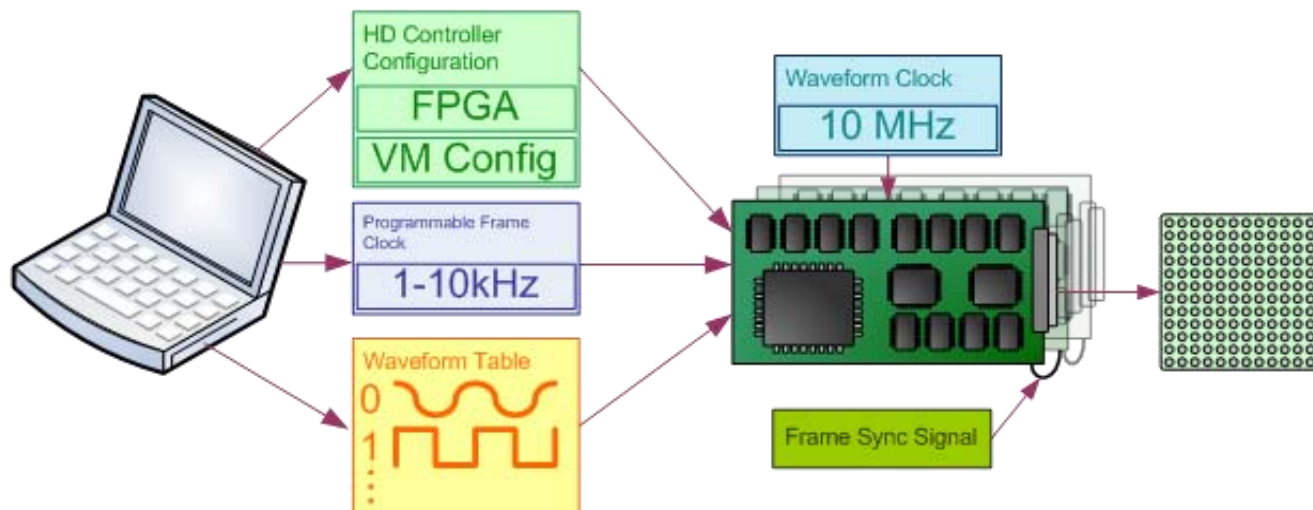 HD Controller
Configuration
FPGA
VM Config
Programmable Frame
Clock
1-10kHz
Waveform Table
0
1
Waveform Clock
10 MHz
Frame Sync Signal